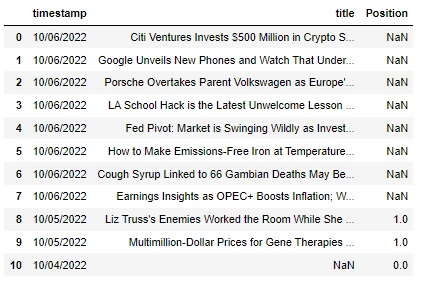 timestamp title Position
0 10/06/2022 Citi Ventures Invests $500 Million in Crypto S... NaN
1 10/06/2022 Google Unveils New Phones and Watch That Under... NaN
2 10/06/2022 Porsche Overtakes Parent Volkswagen as Europe'... NaN
3 10/06/2022 LA School Hack is the Latest Unwelcome Lesson ... NaN
4 10/06/2022 Fed Pivot: Market is Swinging Wildly as Invest... NaN
5 10/06/2022 How to Make Emissions-Free Iron at Temperature... NaN
6 10/06/2022 Cough Syrup Linked to 66 Gambian Deaths May Be... NaN
7 10/06/2022 Earnings Insights as OPEC+ Boosts Inflation; W... NaN
8 10/05/2022 Liz Truss's Enemies Worked the Room While She ... 1.0
9 10/05/2022 Multimillion-Dollar Prices for Gene Therapies ... 1.0
10 10/04/2022 NaN 0.0